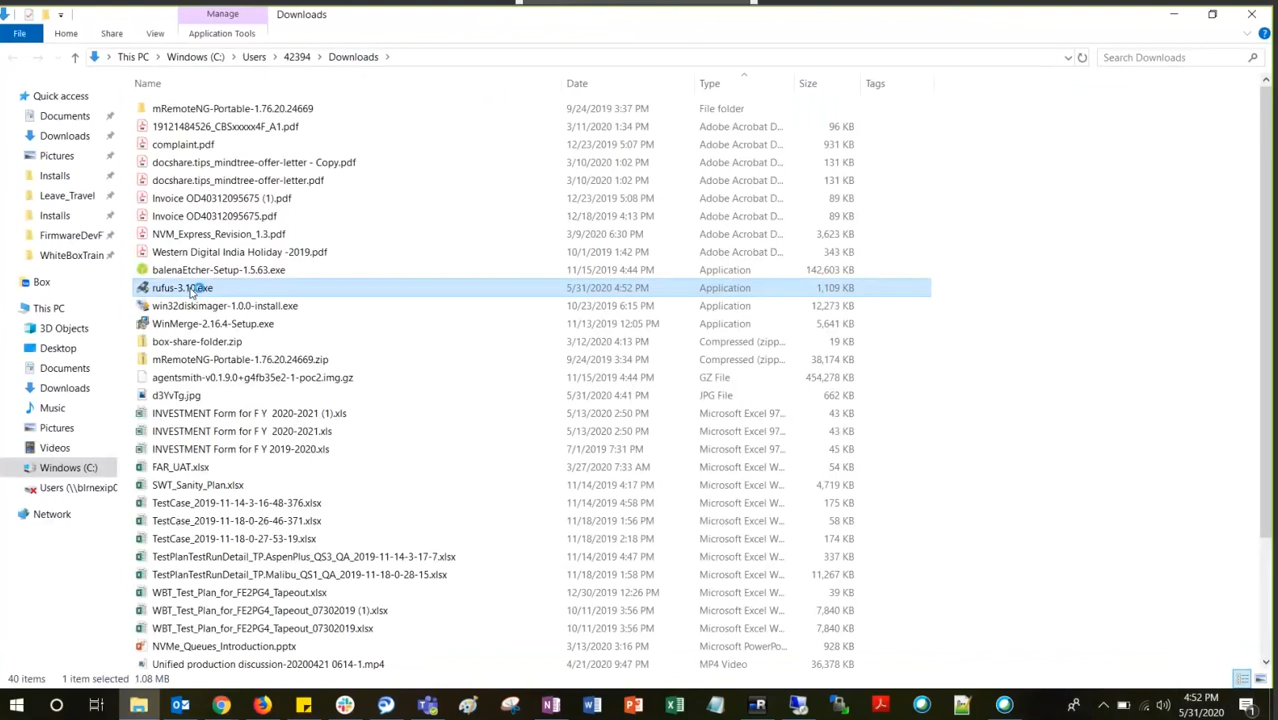 Manage
Downloads
File
Home
Share
View
Application Tools
This PC > Windows (C:) > Users > 42394 > Downloads >
Search Downloads
Name
Date
Type
Size
Tags
Quick access
Documents
Downloads
Pictures
Installs
Leave_Travel
Installs
FirmwareDevF
WhiteBoxTrain
Box
This PC
3D Objects
Desktop
Documents
Downloads
Music
Pictures
Videos
Windows (C:)
Users (\\blrnexip0
Network
mRemoteNG-Portable-1.76.20.24669 9/24/2019 3:37 PM File folder
19121484526_CBSxxxxx4F_A1.pdf 3/11/2020 1:34 PM Adobe Acrobat D... 96 KB
complaint.pdf 12/23/2019 5:07 PM Adobe Acrobat D... 931 KB
docshare.tips_mindtree-offer-letter - Copy.pdf 3/10/2020 1:02 PM Adobe Acrobat D... 131 KB
docshare.tips_mindtree-offer-letter.pdf 3/10/2020 1:02 PM Adobe Acrobat D... 131 KB
Invoice OD40312095675 (1).pdf 12/23/2019 5:08 PM Adobe Acrobat D... 89 KB
Invoice OD40312095675.pdf 12/18/2019 4:13 PM Adobe Acrobat D... 89 KB
NVM_Express_Revision_1.3.pdf 3/9/2020 6:30 PM Adobe Acrobat D... 3,623 KB
Western Digital India Holiday -2019.pdf 10/1/2019 1:42 PM Adobe Acrobat D... 343 KB
balenaEtcher-Setup-1.5.63.exe 11/15/2019 4:44 PM Application 142,603 KB
rufus-3.10.exe 5/31/2020 4:52 PM Application 1,109 KB
win32diskimager-1.0.0-install.exe 10/23/2019 6:15 PM Application 12,273 KB
WinMerge-2.16.4-Setup.exe 11/13/2019 12:05 PM Application 5,641 KB
box-share-folder.zip 3/12/2020 4:13 PM Compressed (zipp... 19 KB
mRemoteNG-Portable-1.76.20.24669.zip 9/24/2019 3:34 PM Compressed (zipp... 38,174 KB
agentsmith-v0.1.9.0+g4fb35e2-1-poc2.img.gz 11/15/2019 4:44 PM GZ File 454,278 KB
d3YvTg.jpg 5/31/2020 4:41 PM JPG File 662 KB
INVESTMENT Form for F Y 2020-2021 (1).xls 5/13/2020 2:50 PM Microsoft Excel 97... 43 KB
INVESTMENT Form for F Y 2020-2021.xls 5/13/2020 2:50 PM Microsoft Excel 97... 43 KB
INVESTMENT Form for F Y 2019-2020.xls 7/1/2019 7:31 PM Microsoft Excel 97... 45 KB
FAR_UAT.xlsx 3/27/2020 7:33 AM Microsoft Excel W... 54 KB
SWT_Sanity_Plan.xlsx 11/14/2019 4:17 PM Microsoft Excel W... 4,719 KB
TestCase_2019-11-14-3-16-48-376.xlsx 11/14/2019 4:58 PM Microsoft Excel W... 175 KB
TestCase_2019-11-18-0-26-46-371.xlsx 11/18/2019 1:56 PM Microsoft Excel W... 58 KB
TestCase_2019-11-18-0-27-53-19.xlsx 11/18/2019 2:18 PM Microsoft Excel W... 174 KB
TestPlanTestRunDetail_TP.AspenPlus_QS3_QA_2019-11-14-3-17-7.xlsx 11/14/2019 4:47 PM Microsoft Excel W... 337 KB
TestPlanTestRunDetail_TP.Malibu_QS1_QA_2019-11-18-0-28-15.xlsx 11/18/2019 1:58 PM Microsoft Excel W... 11,267 KB
WBT_Test_Plan_for_FE2PG4_Tapeout.xlsx 12/30/2019 12:26 PM Microsoft Excel W... 39 KB
WBT_Test_Plan_for_FE2PG4_Tapeout_07302019 (1).xlsx 10/11/2019 3:56 PM Microsoft Excel W... 7,840 KB
WBT_Test_Plan_for_FE2PG4_Tapeout_07302019.xlsx 10/11/2019 3:56 PM Microsoft Excel W... 7,840 KB
NVMe_Queues_Introduction.pptx 3/13/2020 3:16 PM Microsoft PowerPo... 928 KB
Unified production discussion-20200421 0614-1.mp4 4/21/2020 9:47 PM MP4 Video 36,378 KB
40 items 1 item selected 1.08 MB
4:52 PM
5/31/2020